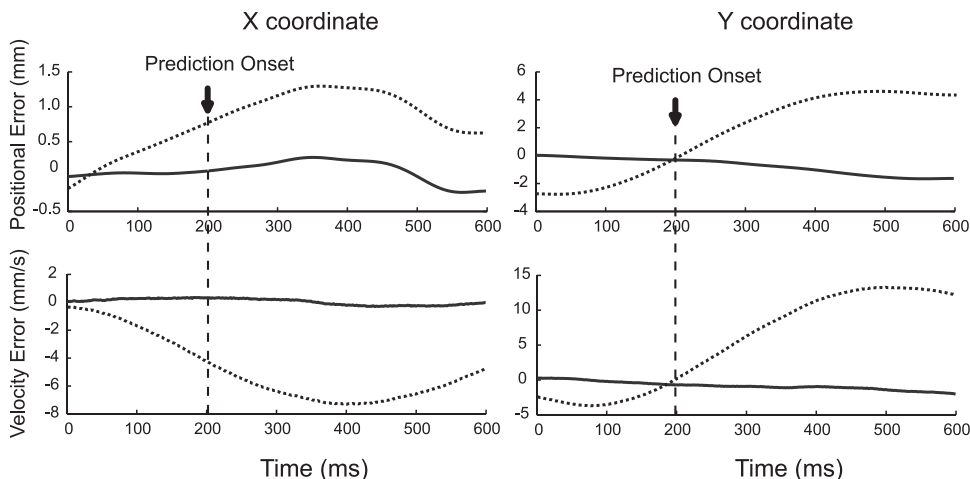 X coordinate
Y coordinate
Positional Error (mm)
Prediction Onset
1.5
1.0
0.5
0
-0.5
0 100 200 300 400 500 600
Prediction Onset
6
4
2
0
-2
-4
0 100 200 300 400 500 600
Velocity Error (mm/s)
2
0
-2
-4
-6
-8
0 100 200 300 400 500 600
Time (ms)
15
10
5
0
-5
0 100 200 300 400 500 600
Time (ms)